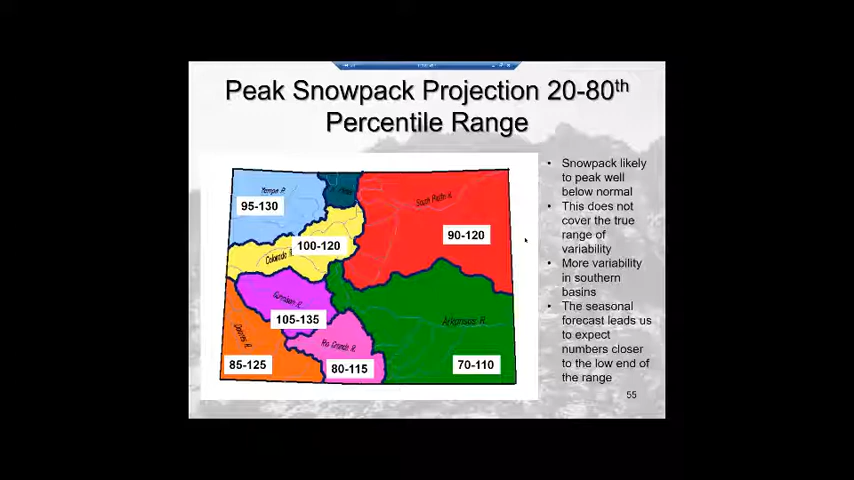 Peak Snowpack Projection 20-80th
Percentile Range
Yampa R.
95-130
South Platte R.
90-120
100-120
Colorado R.
Gunnison R.
105-135
Dolores R.
85-125
Rio Grande R.
80-115
Arkansas R.
70-110
• Snowpack likely
to peak well
below normal
• This does not
cover the true
range of
variability
• More variability
in southern
basins
• The seasonal
forecast leads us
to expect
numbers closer
to the low end of
the range
55